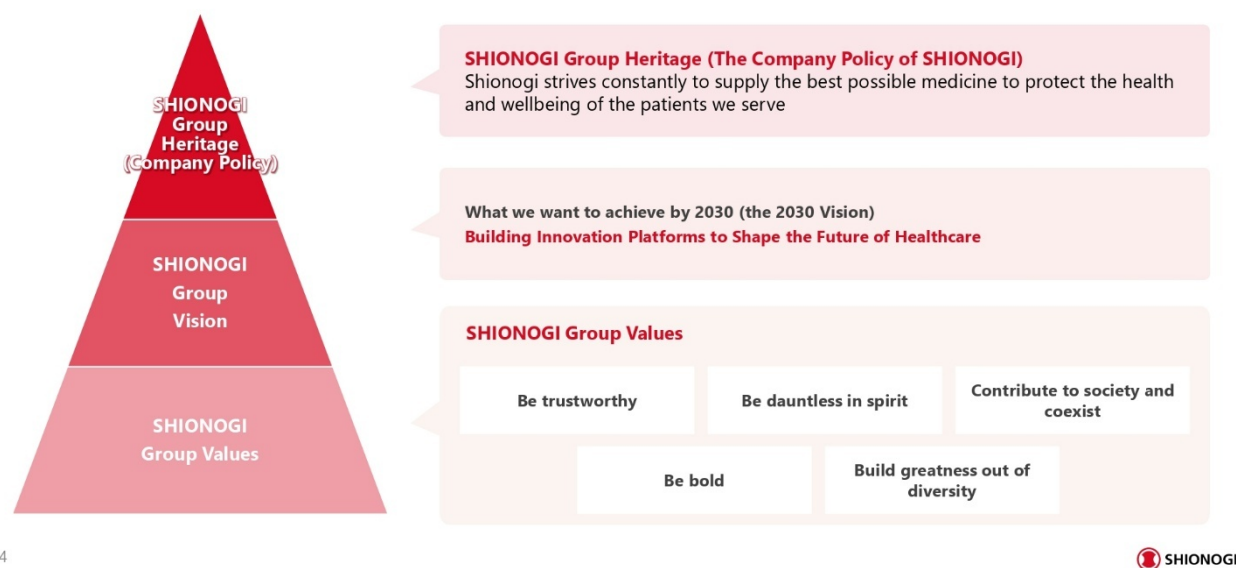 SHIONOGI
Group
Heritage
(Company Policy)
SHIONOGI Group Heritage (The Company Policy of SHIONOGI)
Shionogi strives constantly to supply the best possible medicine to protect the health
and wellbeing of the patients we serve
SHIONOGI
Group
Vision
What we want to achieve by 2030 (the 2030 Vision)
Building Innovation Platforms to Shape the Future of Healthcare
SHIONOGI
Group Values
SHIONOGI Group Values
Be trustworthy
Be dauntless in spirit
Contribute to society and
coexist
Be bold
Build greatness out of
diversity
4
SHIONOGI